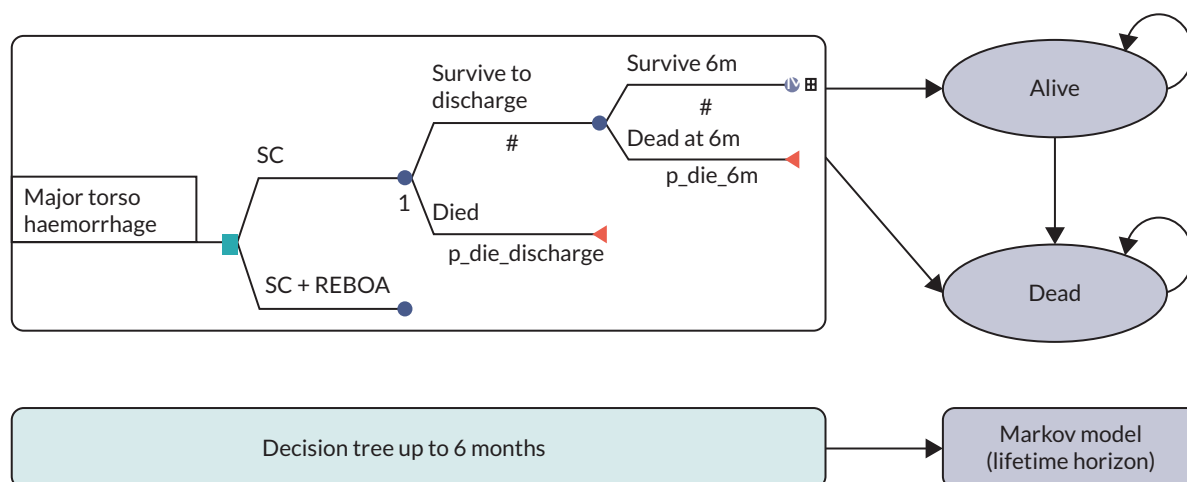 Survive 6m
Survive to
discharge
#
#
Dead at 6m
p_die_6m
SC
1
Major torso
haemorrhage
Died
p_die_discharge
SC + REBOA
Alive
Dead
Decision tree up to 6 months
Markov model
(lifetime horizon)